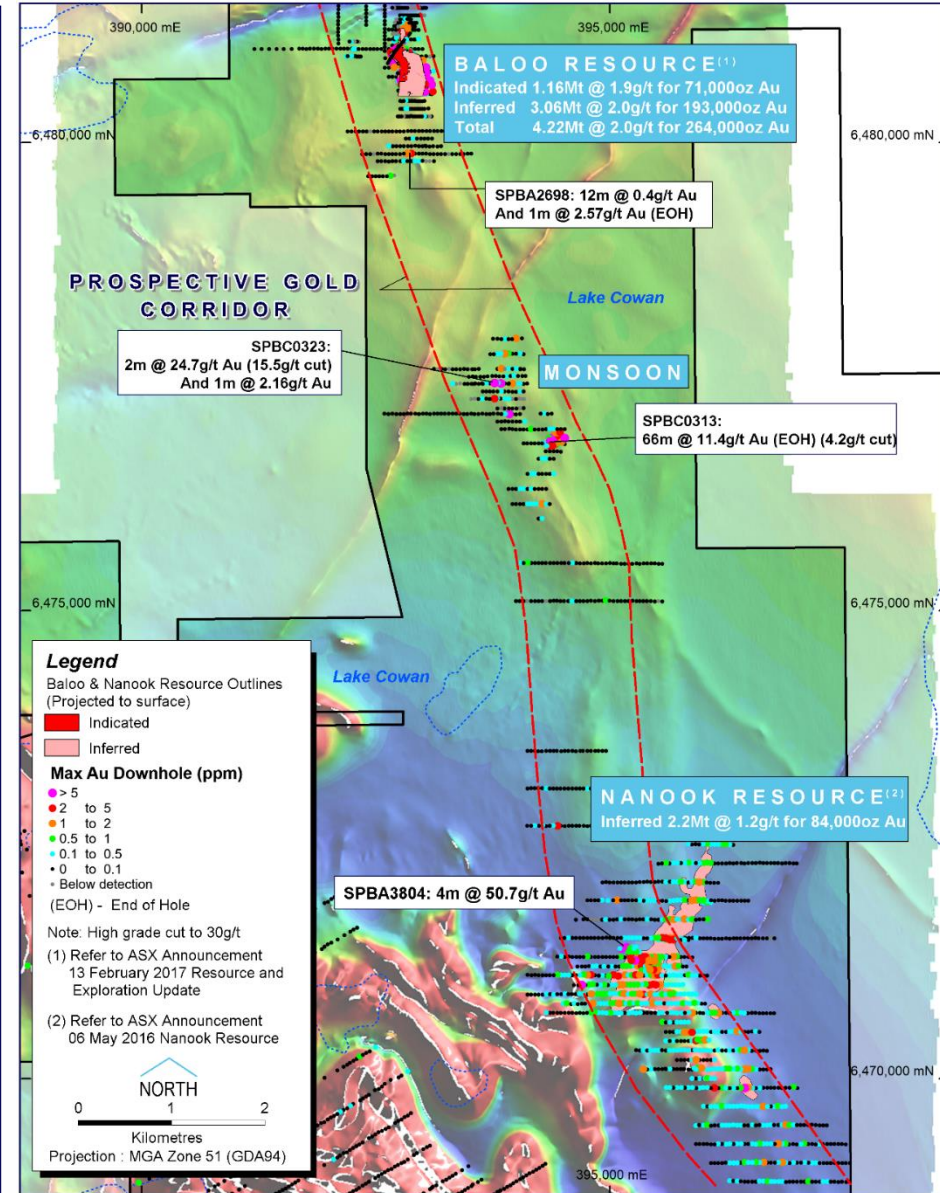 390,000 mE
395,000 mE
BALOO RESOURCE(1)
Indicated 1.16Mt @ 1.9g/t for 71,000oz Au
Inferred 3.06Mt @ 2.0g/t for 193,000oz Au
Total 4.22Mt @ 2.0g/t for 264,000oz Au
6,480,000 mN
6,480,000 mN
SPBA2698: 12m @ 0.4g/t Au
And 1m @ 2.57g/t Au (EOH)
PROSPECTIVE GOLD
CORRIDOR
Lake Cowan
SPBC0323:
2m @ 24.7g/t Au (15.5g/t cut)
And 1m @ 2.16g/t Au
MONSOON
SPBC0313:
66m @ 11.4g/t Au (EOH) (4.2g/t cut)
6,475,000 mN
6,475,000 mN
Lake Cowan
Legend
Baloo & Nanook Resource Outlines
(Projected to surface)
Indicated
Inferred
Max Au Downhole (ppm)
> 5
2 to 5
1 to 2
0.5 to 1
0.1 to 0.5
0 to 0.1
Below detection
(EOH) - End of Hole
Note: High grade cut to 30g/t
(1) Refer to ASX Announcement
13 February 2017 Resource and
Exploration Update
(2) Refer to ASX Announcement
06 May 2016 Nanook Resource
NORTH
0 1 2
Kilometres
Projection : MGA Zone 51 (GDA94)
NANOOK RESOURCE(2)
Inferred 2.2Mt @ 1.2g/t for 84,000oz Au
SPBA3804: 4m @ 50.7g/t Au
6,470,000 mN
395,000 mE